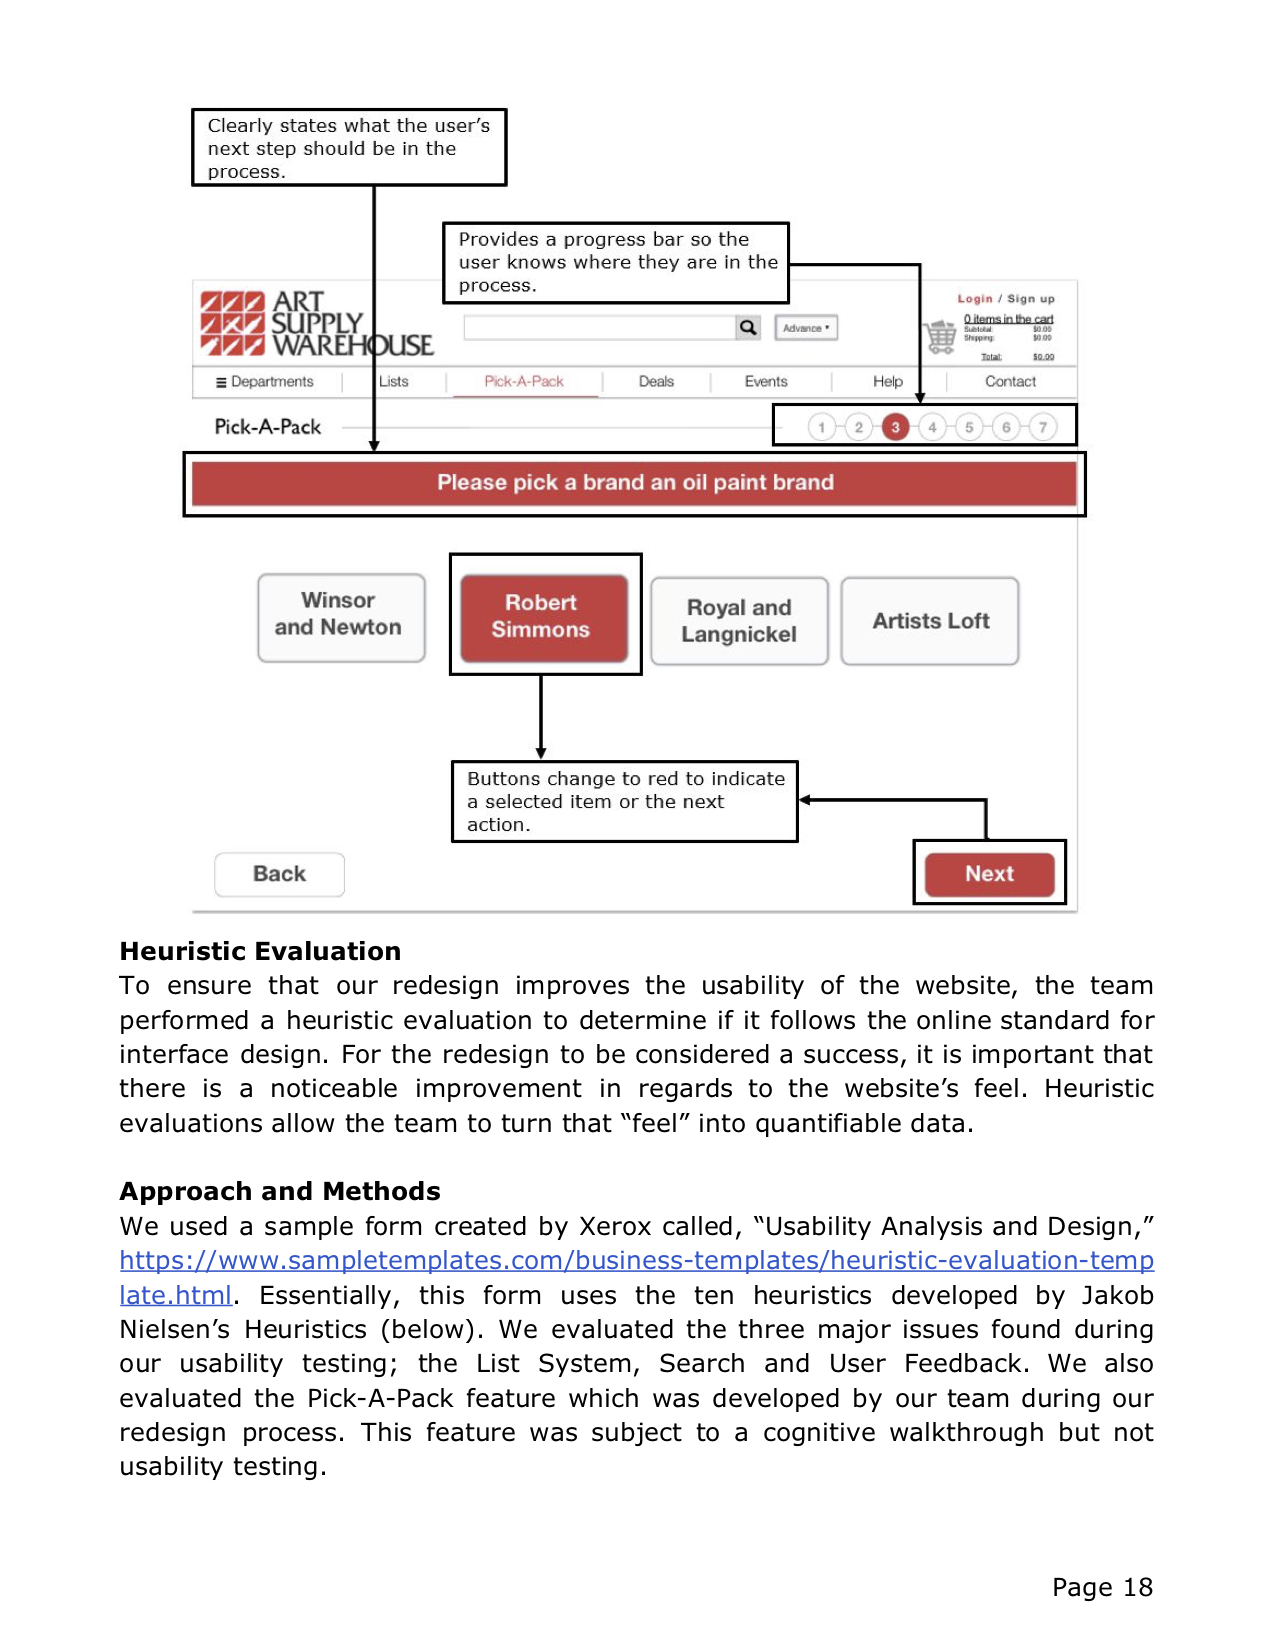 Clearly states what the user's
next step should be in the
process.
Provides a progress bar so the
user knows where they are in the
process.
ART
SUPPLY
WAREHOUSE
Advance
Login / Sign up
0 items in the cart
Subtotal: $0.00
Shipping: $0.00
Total: $0.00
Departments Lists Pick-A-Pack Deals Events Help Contact
Pick-A-Pack 1 2 3 4 5 6 7
Please pick a brand an oil paint brand
Winsor
and Newton
Robert
Simmons
Royal and
Langnickel
Artists Loft
Buttons change to red to indicate
a selected item or the next
action.
Back Next
Heuristic Evaluation
To ensure that our redesign improves the usability of the website, the team
performed a heuristic evaluation to determine if it follows the online standard for
interface design. For the redesign to be considered a success, it is important that
there is a noticeable improvement in regards to the website's feel. Heuristic
evaluations allow the team to turn that “feel” into quantifiable data.
Approach and Methods
We used a sample form created by Xerox called, “Usability Analysis and Design,”
https://www.sampletemplates.com/business-templates/heuristic-evaluation-temp
late.html. Essentially, this form uses the ten heuristics developed by Jakob
Nielsen's Heuristics (below). We evaluated the three major issues found during
our usability testing; the List System, Search and User Feedback. We also
evaluated the Pick-A-Pack feature which was developed by our team during our
redesign process. This feature was subject to a cognitive walkthrough but not
usability testing.
Page 18